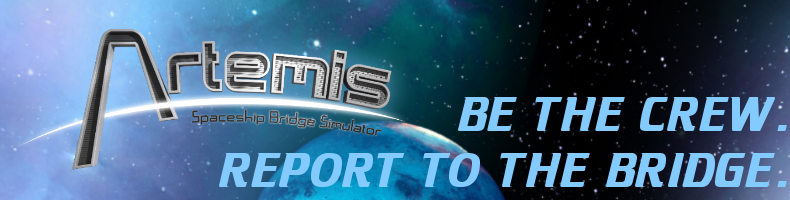 Artemis
Spaceship Bridge Simulator
BE THE CREW.
REPORT TO THE BRIDGE.